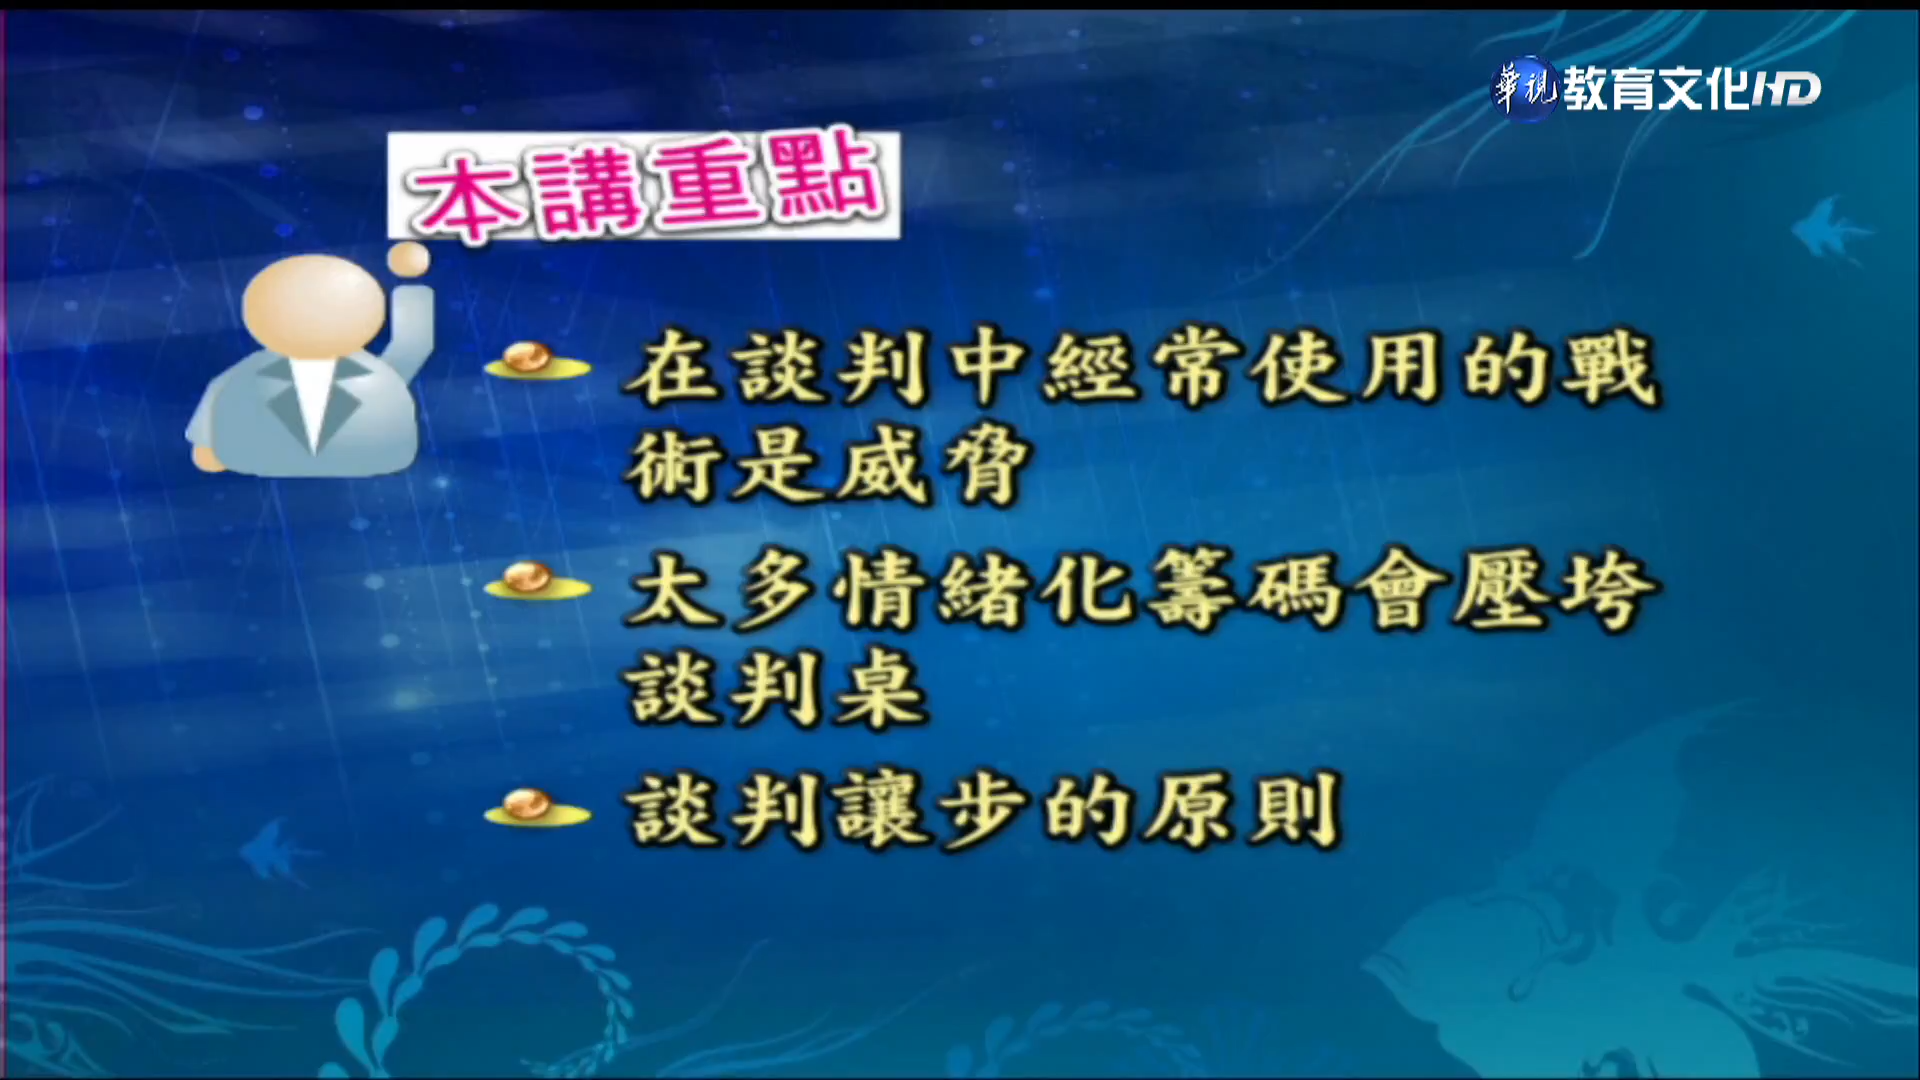 華視 教育文化HD
本講重點
在談判中經常使用的戰
術是威脅
太多情緒化籌碼會壓垮
談判桌
談判讓步的原則